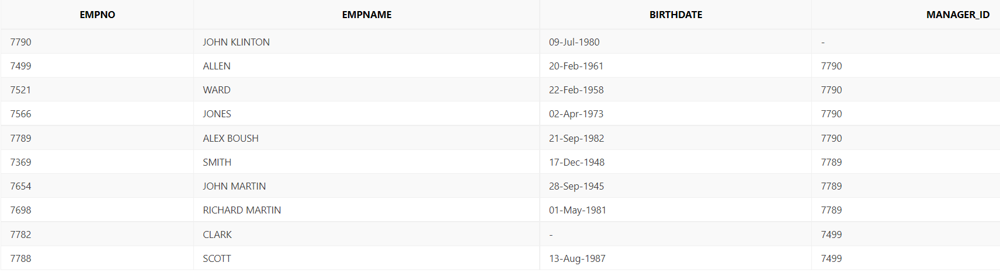 EMPNO EMPNAME BIRTHDATE MANAGER_ID
7790 JOHN KLINTON 09-Jul-1980 -
7499 ALLEN 20-Feb-1961 7790
7521 WARD 22-Feb-1958 7790
7566 JONES 02-Apr-1973 7790
7789 ALEX BOUSH 21-Sep-1982 7790
7369 SMITH 17-Dec-1948 7789
7654 JOHN MARTIN 28-Sep-1945 7789
7698 RICHARD MARTIN 01-May-1981 7789
7782 CLARK - 7499
7788 SCOTT 13-Aug-1987 7499